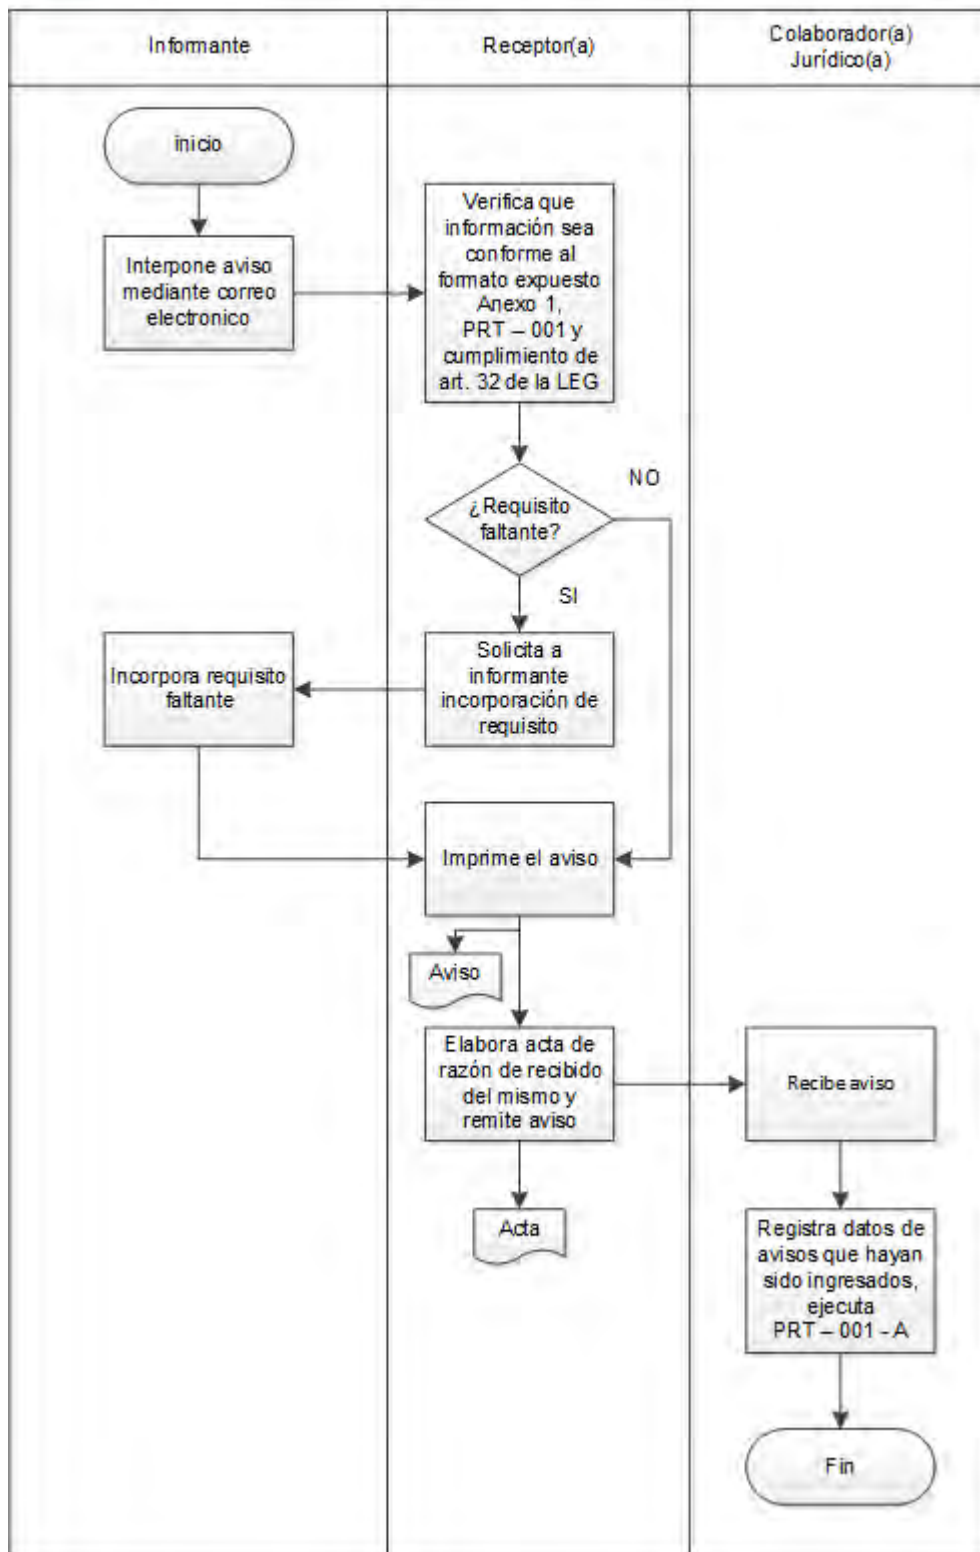 Informante
Receptor(a)
Colaborador(a)
Jurídico(a)
inicio
Interpone aviso
mediante correo
electronico
Verifica que
información sea
conforme al
formato expuesto
Anexo 1,
PRT – 001 y
cumplimiento de
art. 32 de la LEG
¿Requisito
faltante?
NO
SI
Solicita a
informante
incorporación de
requisito
Incorpora requisito
faltante
Imprime el aviso
Aviso
Elabora acta de
razón de recibido
del mismo y
remite aviso
Recibe aviso
Acta
Registra datos de
avisos que hayan
sido ingresados,
ejecuta
PRT – 001 - A
Fin